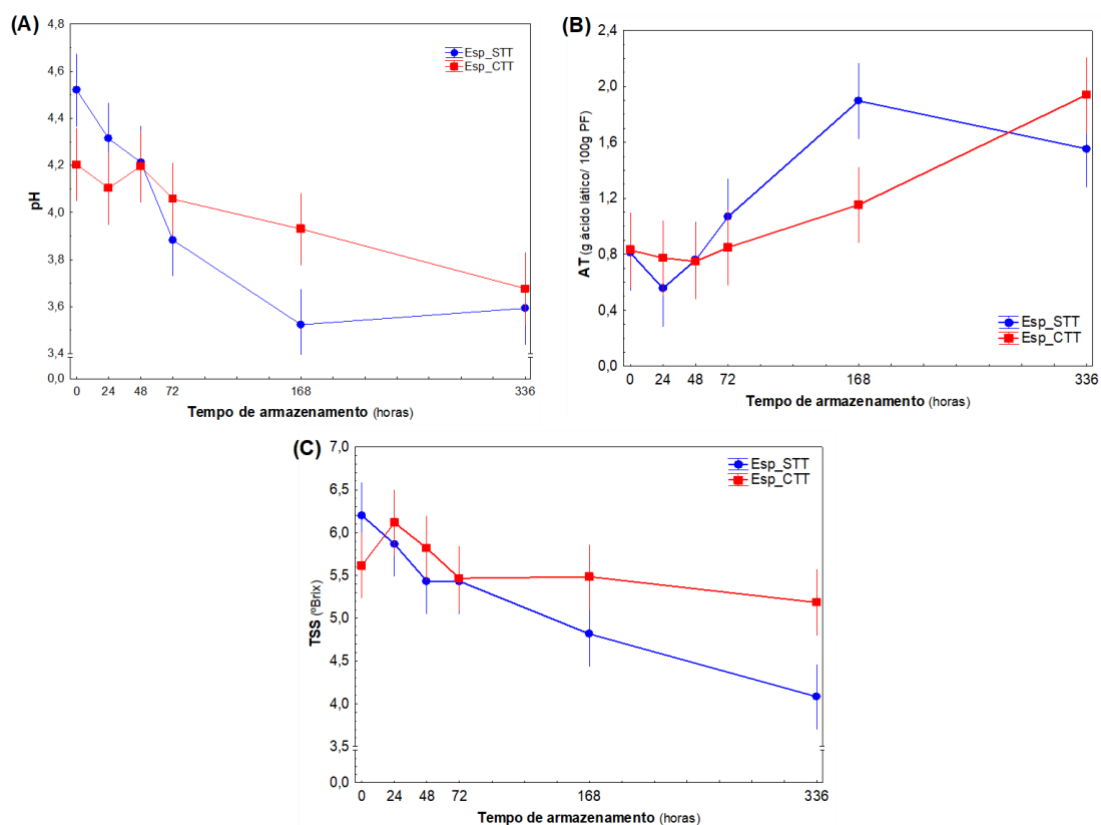 (A)
4,8
4,6
4,4
4,2
4,0
3,8
3,6
3,4
0,0
pH
Esp_STT
Esp_CTT
0 24 48 72 168 336
Tempo de armazenamento (horas)
(B)
2,4
2,0
1,6
1,2
0,8
0,4
0,0
AT (g ácido lático/ 100g PF)
Esp_STT
Esp_CTT
0 24 48 72 168 336
Tempo de armazenamento (horas)
(C)
7,0
6,5
6,0
5,5
5,0
4,5
4,0
3,5
0,0
TSS (ºBrix)
Esp_STT
Esp_CTT
0 24 48 72 168 336
Tempo de armazenamento (horas)